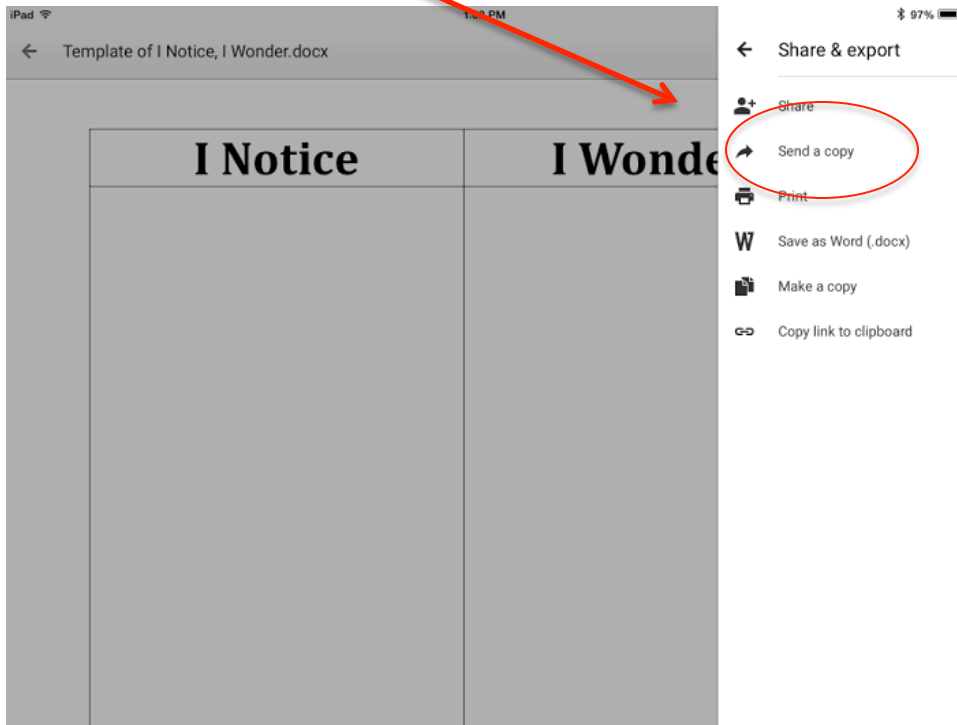 iPad 1:02 PM 97%
Template of I Notice, I Wonder.docx
Share & export
I Notice I Wonde
Share
Send a copy
Print
Save as Word (.docx)
Make a copy
Copy link to clipboard